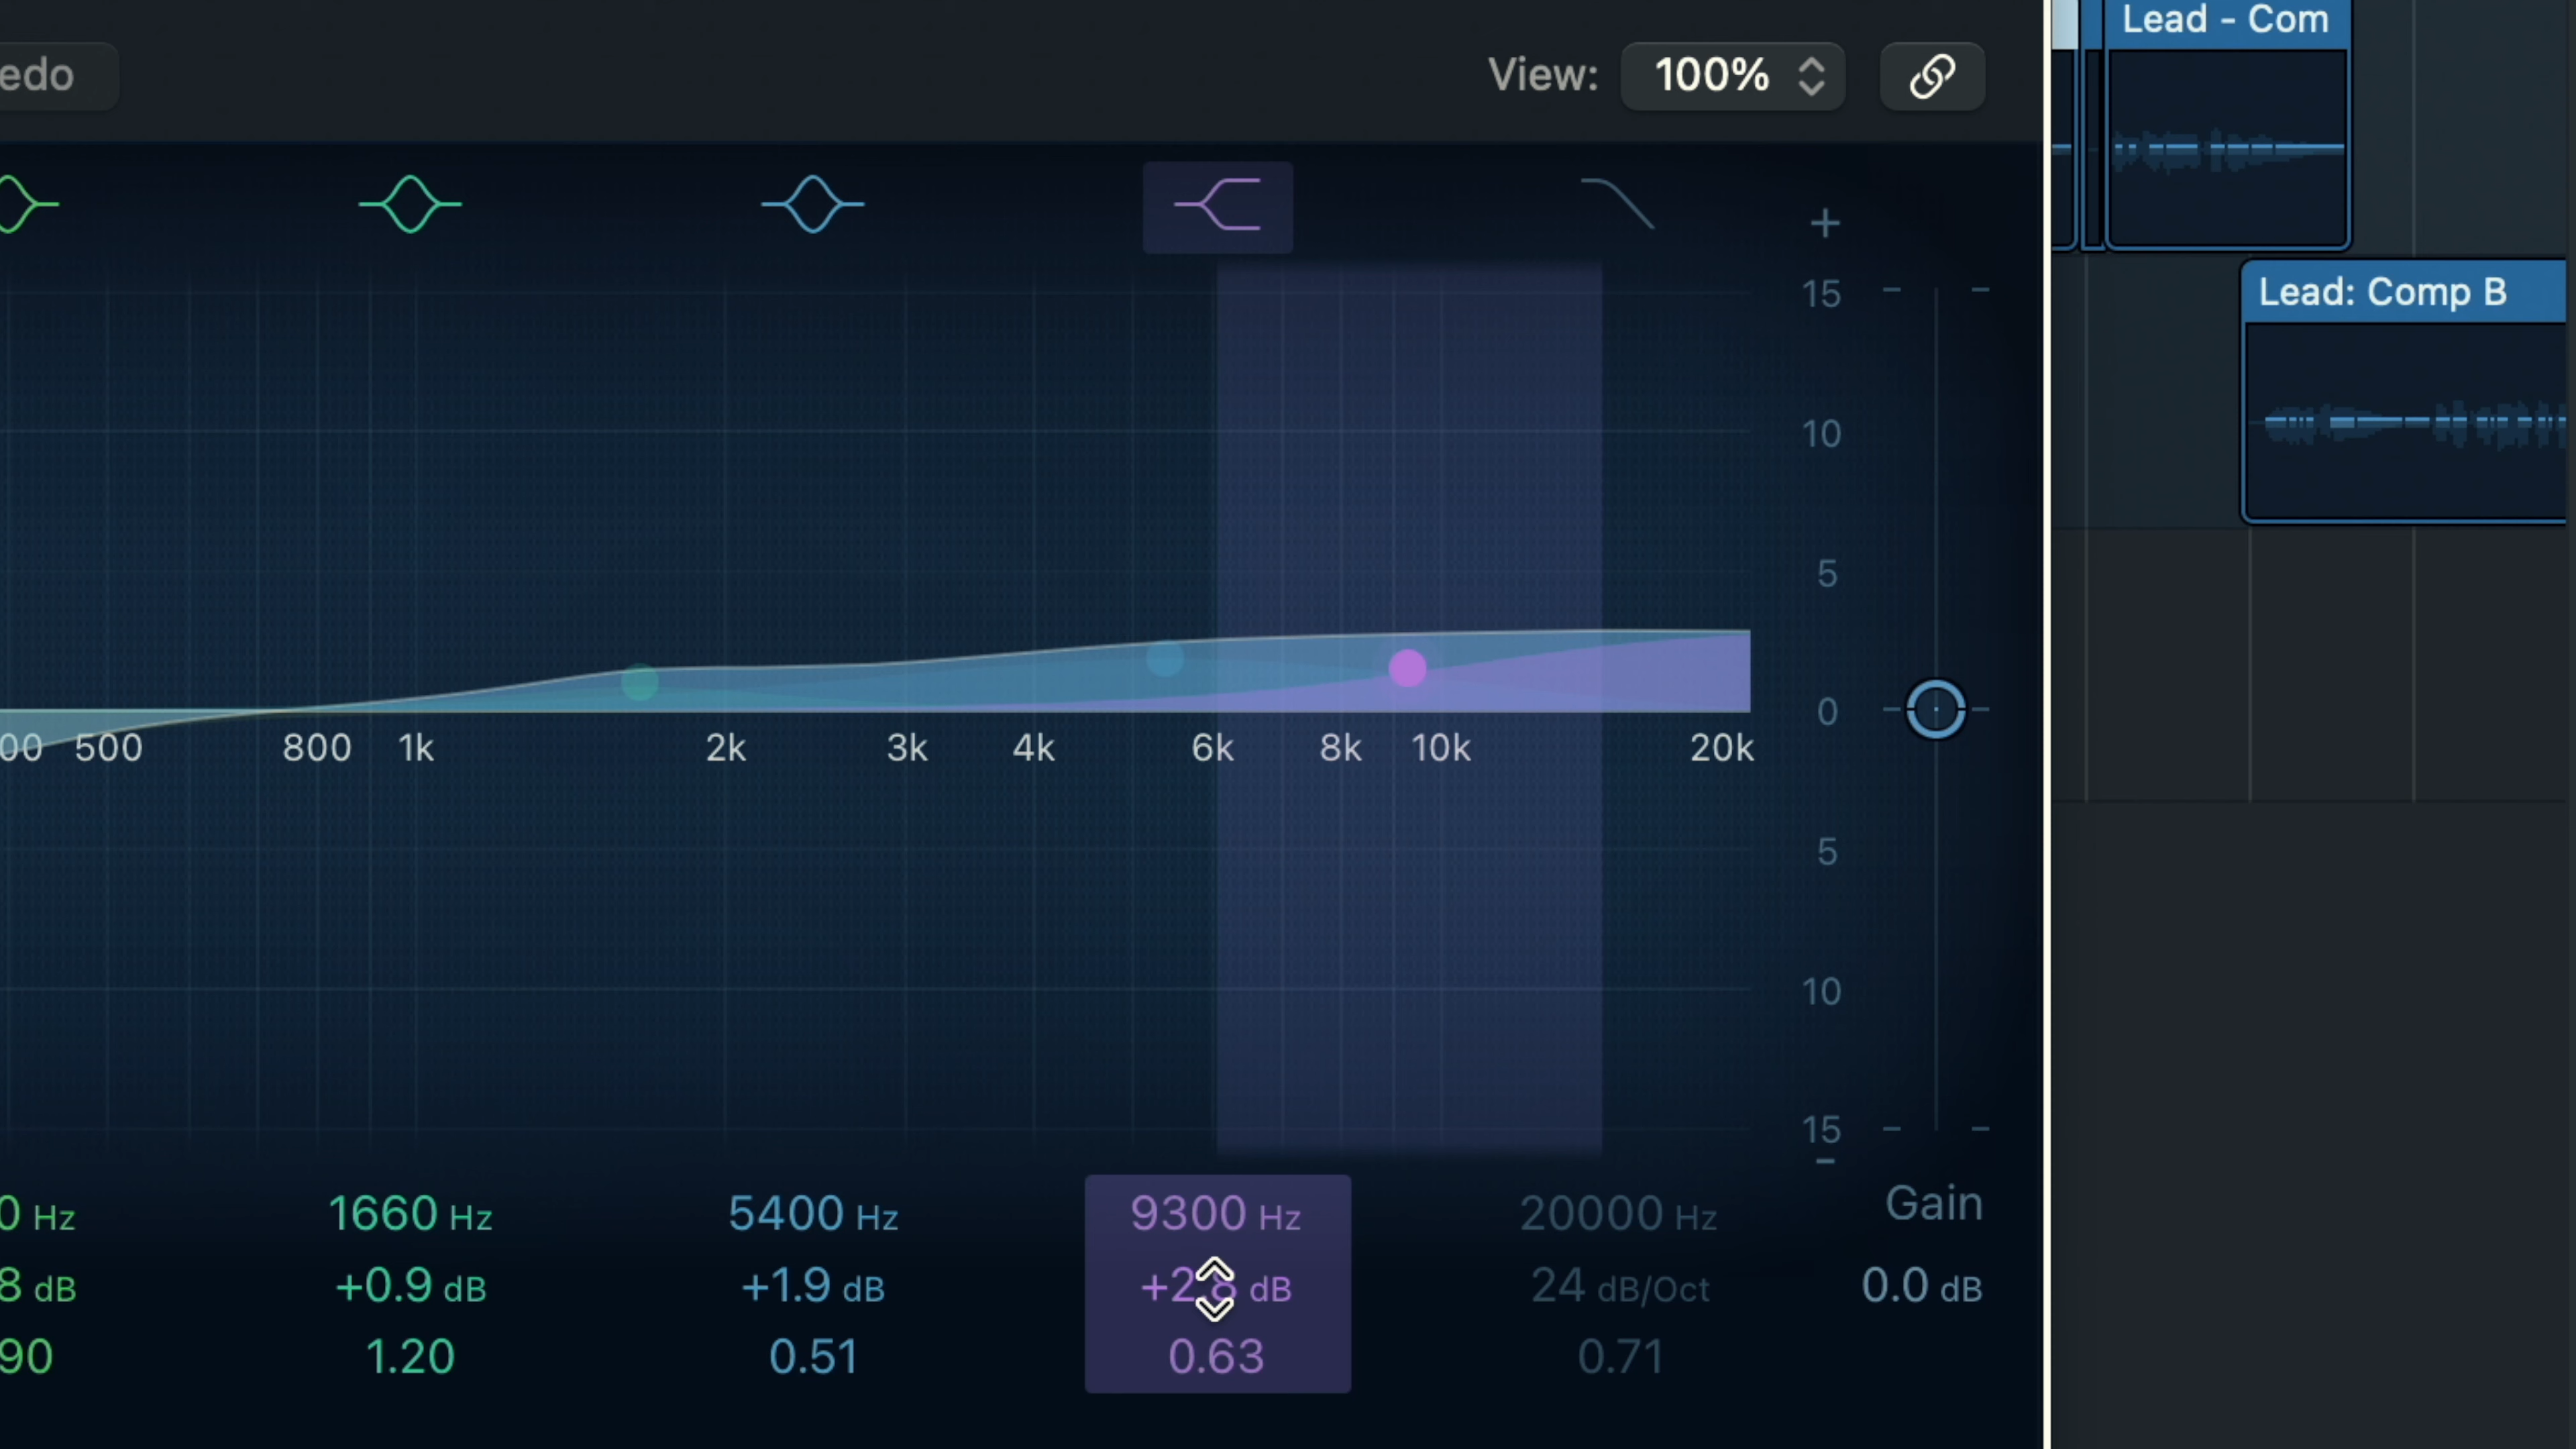 edo
View: 100%
Lead - Com
Lead: Comp B
+
15
10
5
0
5
10
15
-
00 500 800 1k 2k 3k 4k 6k 8k 10k 20k
0 Hz 1660 Hz 5400 Hz 9300 Hz 20000 Hz Gain
8 dB +0.9 dB +1.9 dB +2.8 dB 24 dB/Oct 0.0 dB
90 1.20 0.51 0.63 0.71